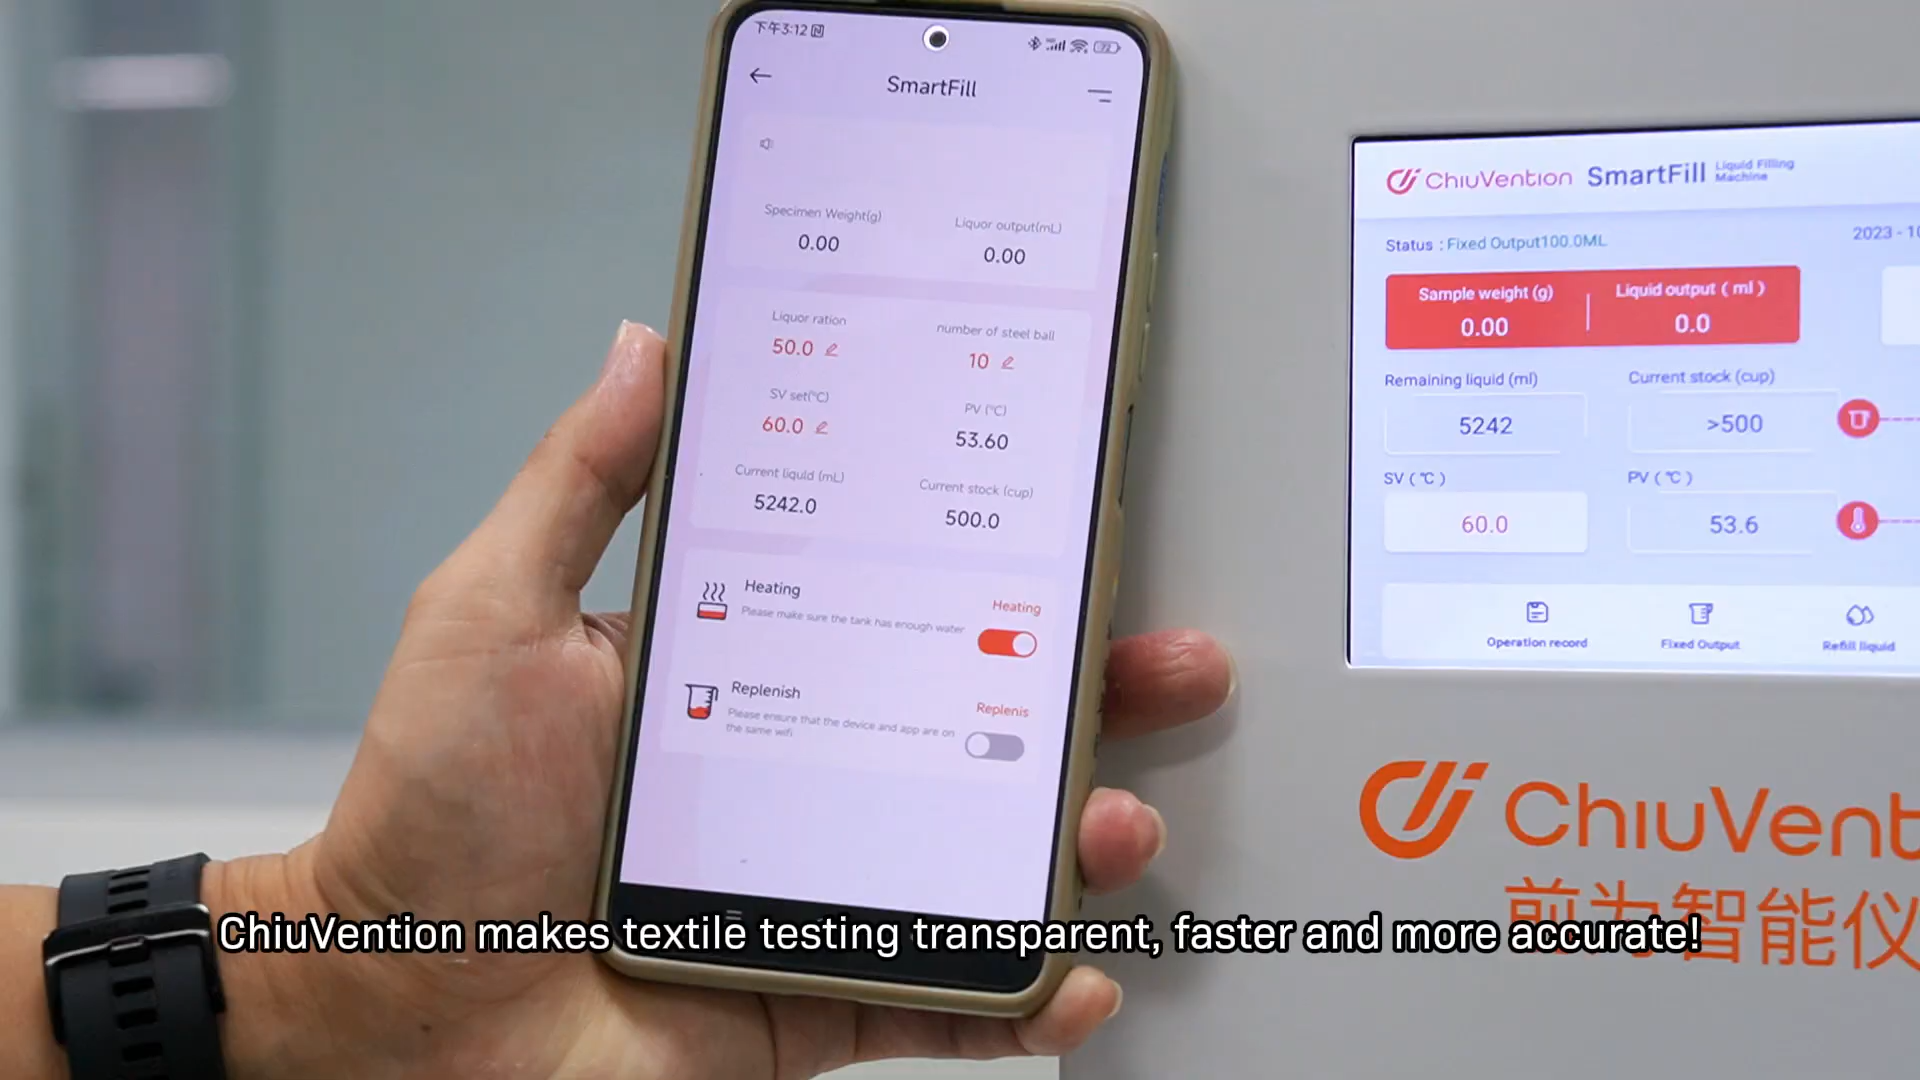 下午3:12
72
SmartFill
Specimen Weight(g)
0.00
Liquor output(mL)
0.00
Liquor ration
50.0
number of steel ball
10
SV set(°C)
60.0
PV (°C)
53.60
Current liquid (mL)
5242.0
Current stock (cup)
500.0
Heating
Please make sure the tank has enough water
Heating
Replenish
Please ensure that the device and app are on
the same wifi
Replenis
ChiuVention SmartFill Liquid Filling
Machine
Status : Fixed Output100.0ML
2023 - 10
Sample weight (g)
0.00
Liquid output ( ml )
0.0
Remaining liquid (ml)
5242
Current stock (cup)
>500
SV ( °C )
60.0
PV ( °C )
53.6
Operation record
Fixed Output
Refill liquid
ChiuVent
前为智能仪
ChiuVention makes textile testing transparent, faster and more accurate!